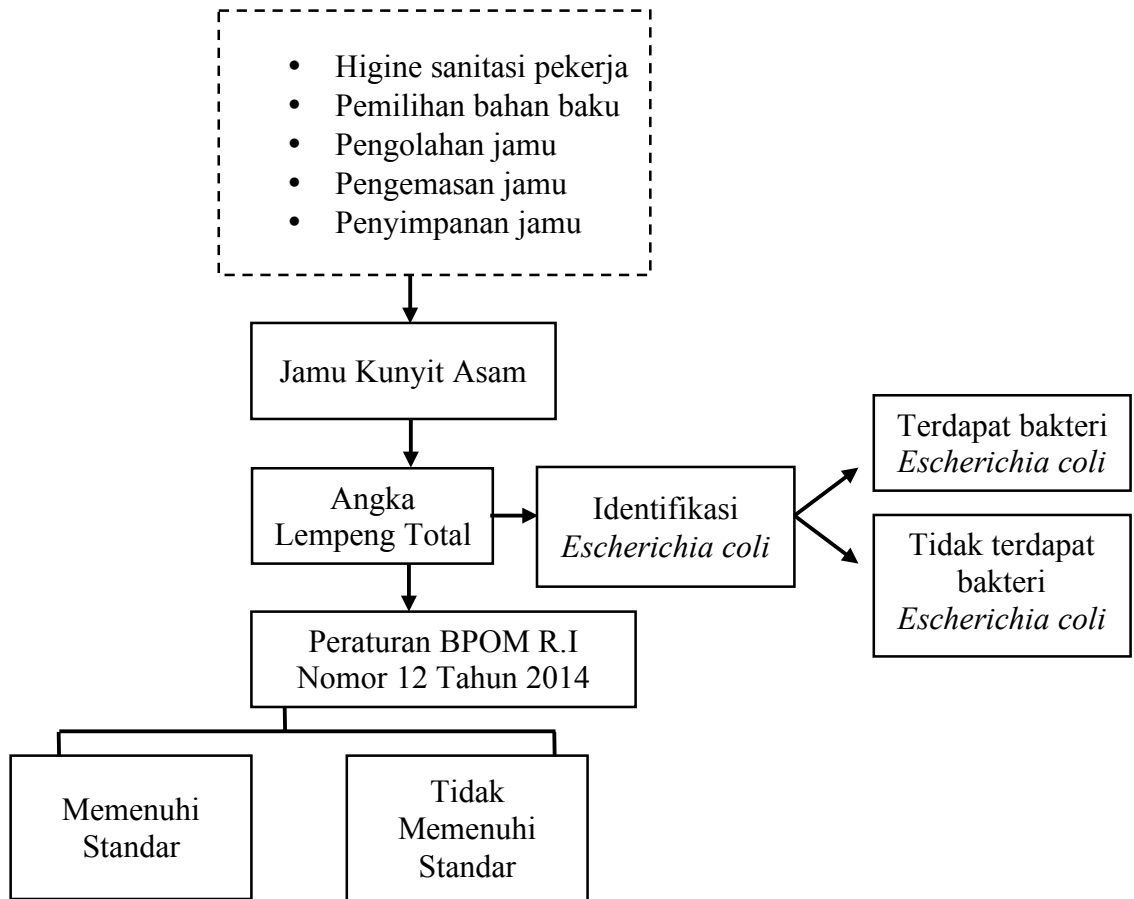 • Higine sanitasi pekerja
• Pemilihan bahan baku
• Pengolahan jamu
• Pengemasan jamu
• Penyimpanan jamu
Jamu Kunyit Asam
Angka
Lempeng Total
Identifikasi
Escherichia coli
Terdapat bakteri
Escherichia coli
Tidak terdapat
bakteri
Escherichia coli
Peraturan BPOM R.I
Nomor 12 Tahun 2014
Memenuhi
Standar
Tidak
Memenuhi
Standar